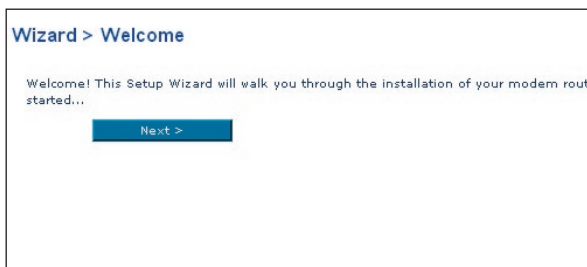 Wizard > Welcome
Welcome! This Setup Wizard will walk you through the installation of your modem
started...
Next >